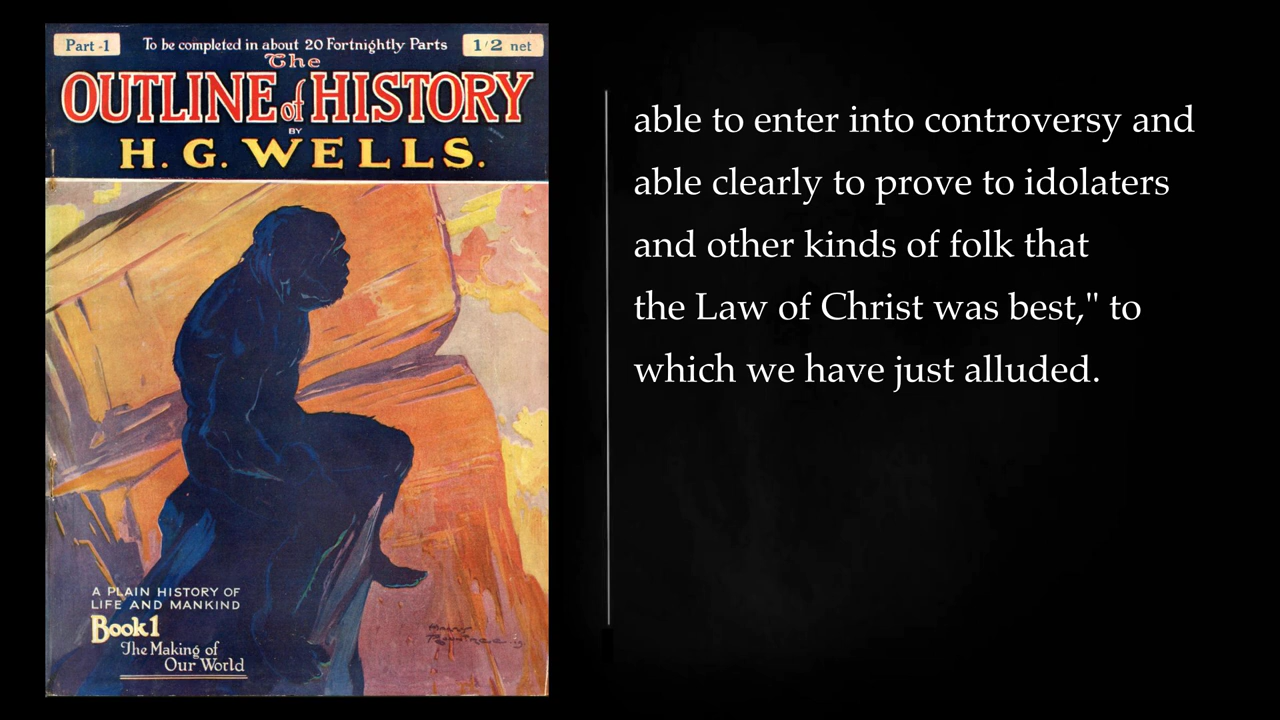 Part -1
To be completed in about 20 Fortnightly Parts
1/2 net
The
OUTLINE of HISTORY
BY
H. G. WELLS.
A PLAIN HISTORY OF
LIFE AND MANKIND
Book 1
The Making of
Our World
able to enter into controversy and
able clearly to prove to idolaters
and other kinds of folk that
the Law of Christ was best," to
which we have just alluded.